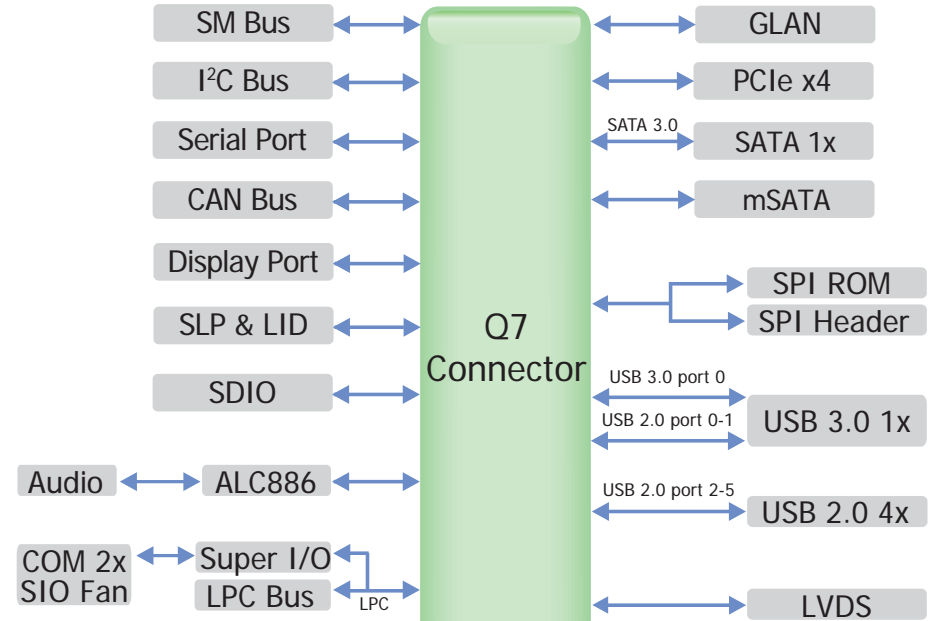 SM Bus
I²C Bus
Serial Port
CAN Bus
Display Port
SLP & LID
SDIO
Audio
ALC886
COM 2x
SIO Fan
Super I/O
LPC Bus
LPC
Q7
Connector
GLAN
PCIe x4
SATA 3.0
SATA 1x
mSATA
SPI ROM
SPI Header
USB 3.0 port 0
USB 2.0 port 0-1
USB 3.0 1x
USB 2.0 port 2-5
USB 2.0 4x
LVDS